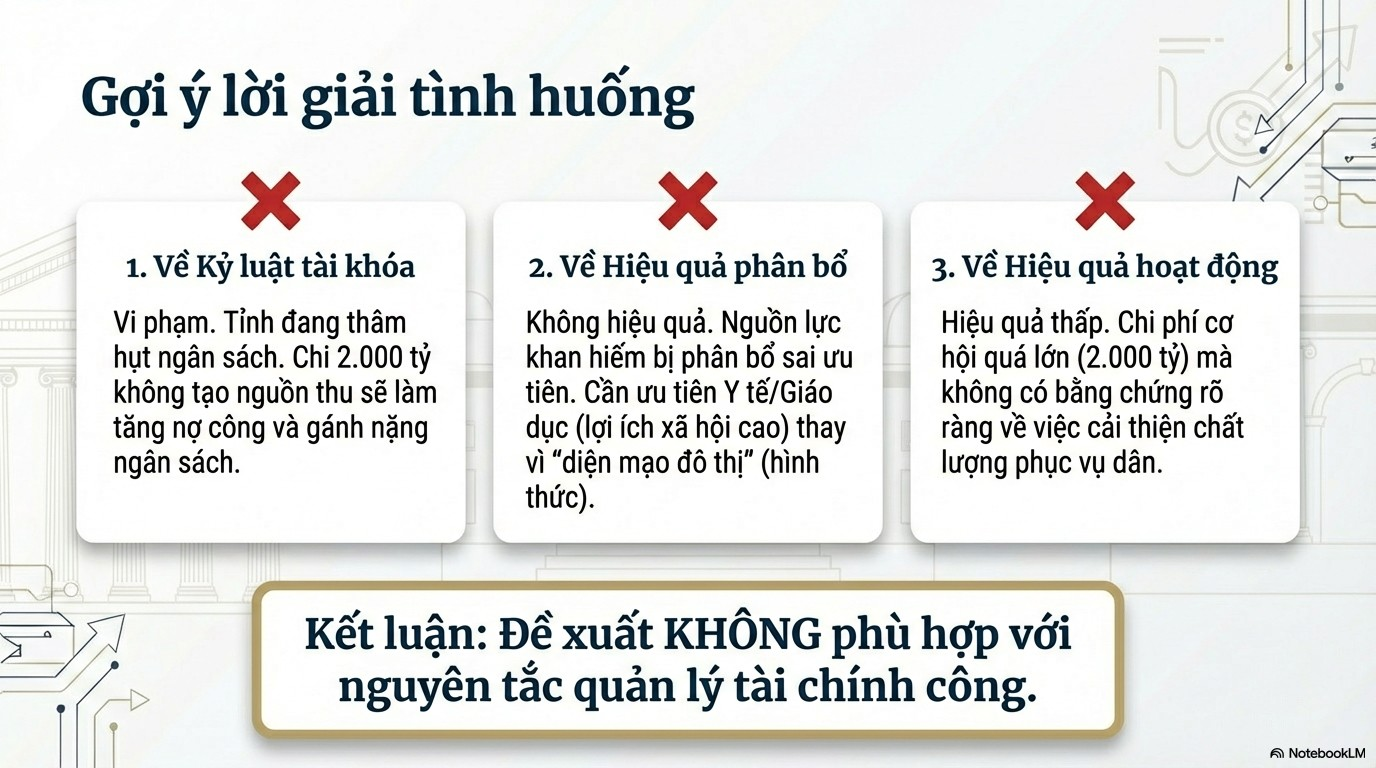 Gợi ý lời giải tình huống
1. Về Kỷ luật tài khóa
Vi phạm. Tỉnh đang thâm
hụt ngân sách. Chi 2.000 tỷ
không tạo nguồn thu sẽ làm
tăng nợ công và gánh nặng
ngân sách.
2. Về Hiệu quả phân bổ
Không hiệu quả. Nguồn lực
khan hiếm bị phân bổ sai ưu
tiên. Cần ưu tiên Y tế/Giáo
dục (lợi ích xã hội cao) thay
vì “diện mạo đô thị” (hình
thức).
3. Về Hiệu quả hoạt động
Hiệu quả thấp. Chi phí cơ
hội quá lớn (2.000 tỷ) mà
không có bằng chứng rõ
ràng về việc cải thiện chất
lượng phục vụ dân.
Kết luận: Đề xuất KHÔNG phù hợp với
nguyên tắc quản lý tài chính công.
NotebookLM